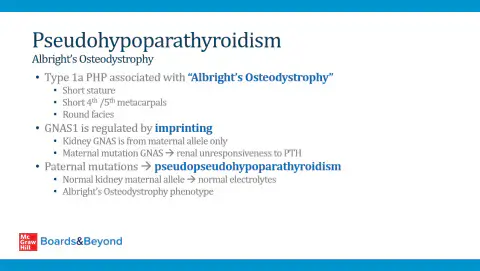 Pseudohypoparathyroidism
Albright's Osteodystrophy
• Type 1a PHP associated with "Albright's Osteodystrophy"
• Short stature
• Short 4th /5th metacarpals
• Round facies
• GNAS1 is regulated by imprinting
• Kidney GNAS is from maternal allele only
• Maternal mutation GNAS → renal unresponsiveness to PTH
• Paternal mutations → pseudopseudohypoparathyroidism
• Normal kidney maternal allele → normal electrolytes
• Albright's Osteodystrophy phenotype
Mc
Graw
Hill
Boards&Beyond